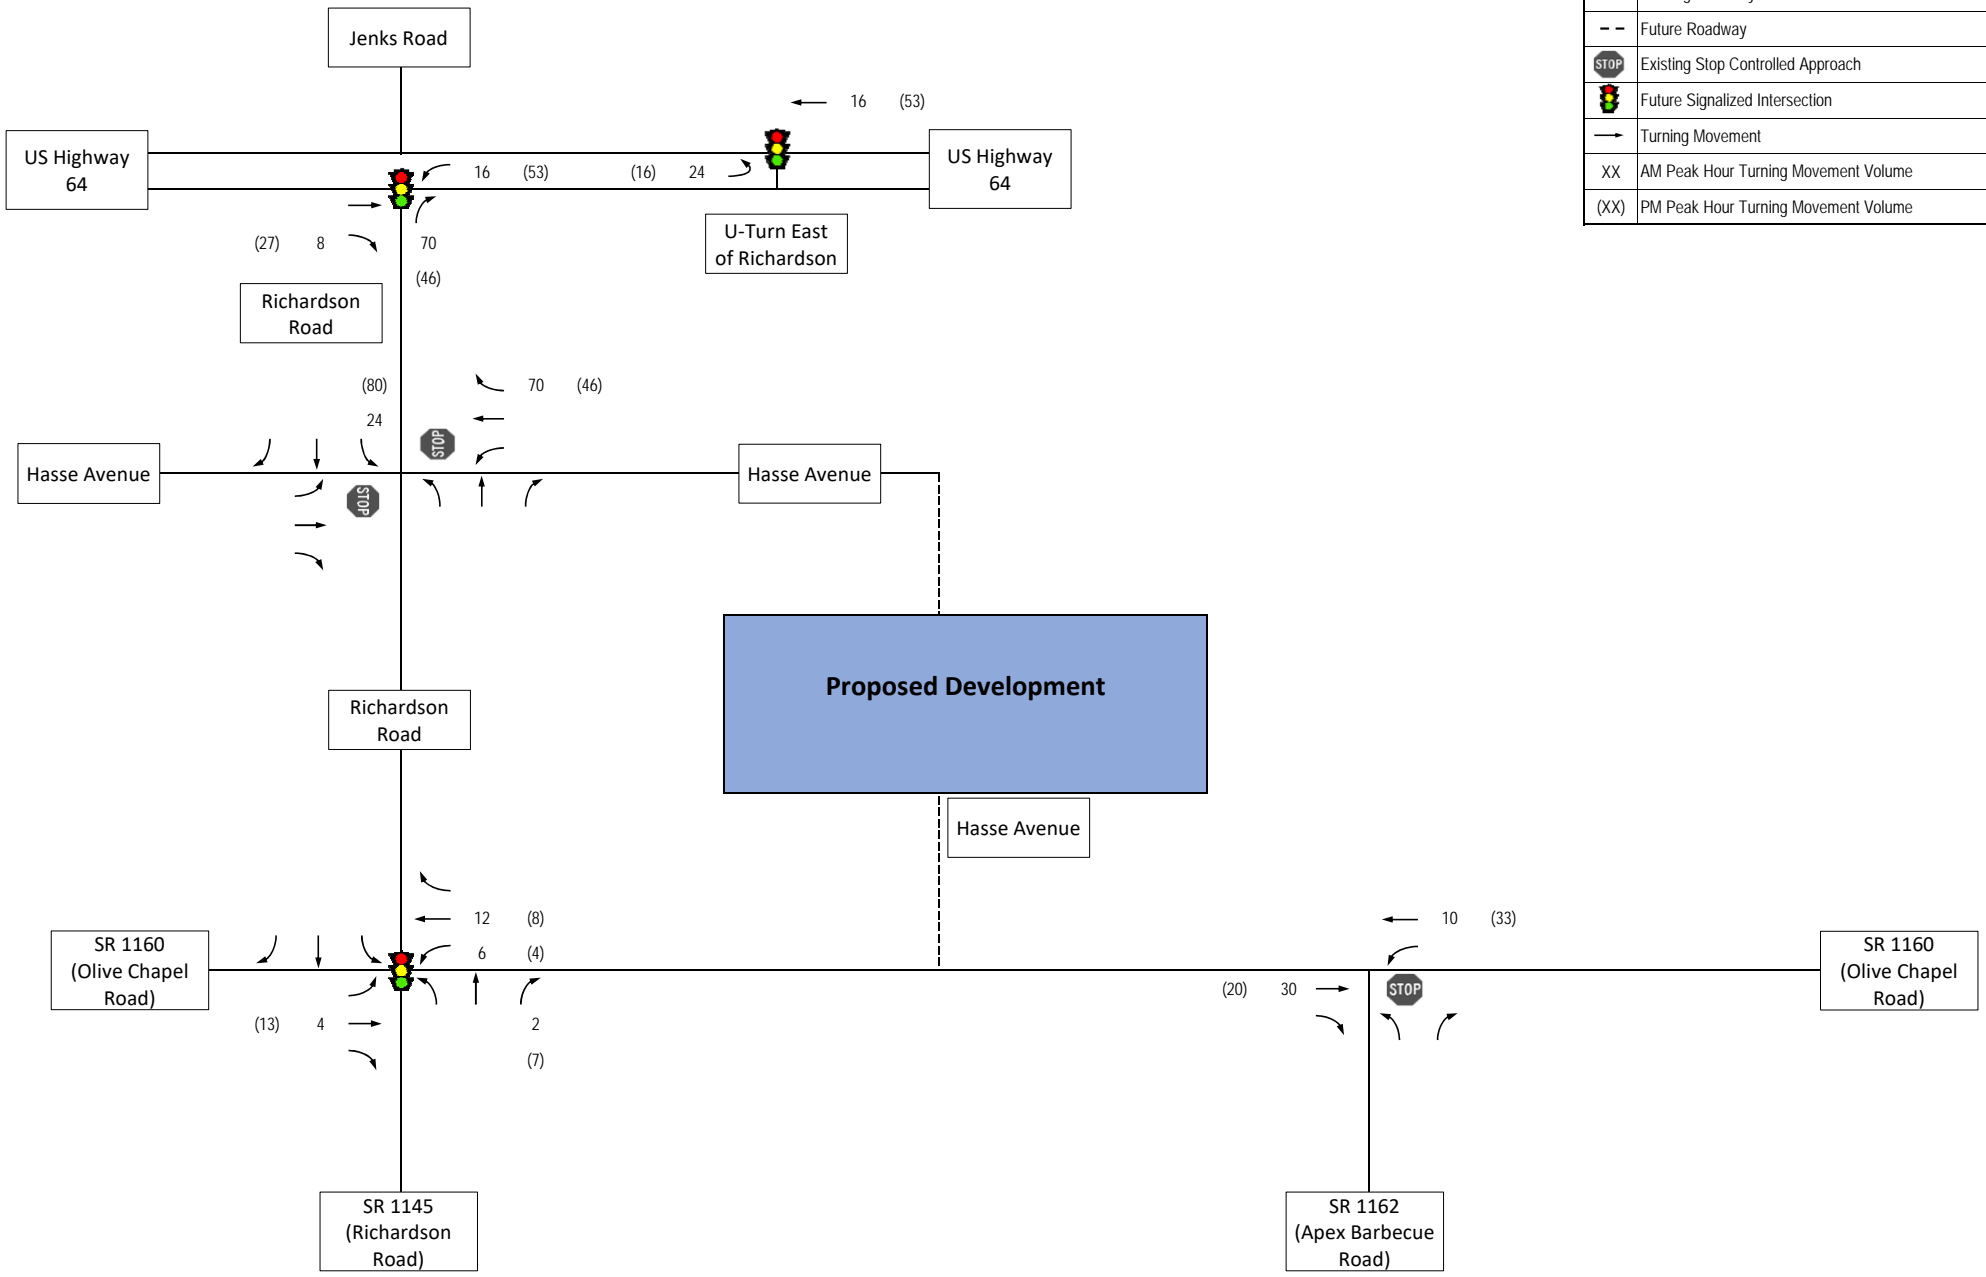 Jenks Road
- - Future Roadway
STOP Existing Stop Controlled Approach
Future Signalized Intersection
Turning Movement
XX AM Peak Hour Turning Movement Volume
(XX) PM Peak Hour Turning Movement Volume
16 (53)
US Highway
64
16 (53) (16) 24
US Highway
64
(27) 8
70
(46)
U-Turn East
of Richardson
Richardson
Road
(80)
24
70 (46)
STOP
Hasse Avenue
Hasse Avenue
STOP
Proposed Development
Richardson
Road
Hasse Avenue
12 (8)
6 (4)
SR 1160
(Olive Chapel
Road)
(13) 4
2
(7)
10 (33)
(20) 30
STOP
SR 1160
(Olive Chapel
Road)
SR 1145
(Richardson
Road)
SR 1162
(Apex Barbecue
Road)